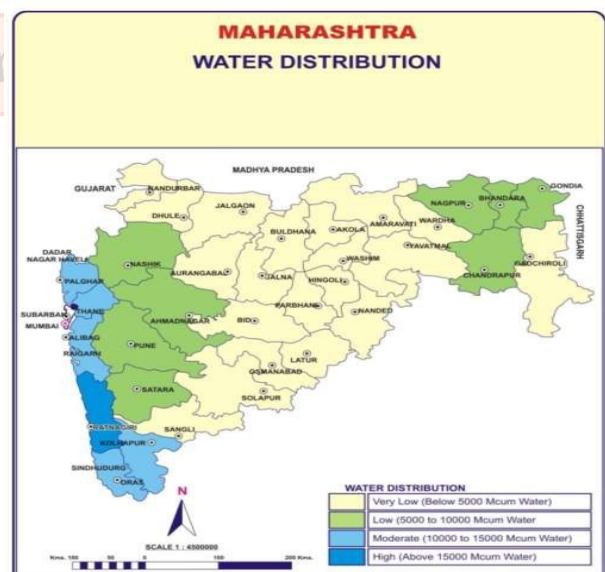 MAHARASHTRA
WATER DISTRIBUTION
MADHYA PRADESH
GUJARAT
NANDURBAR
GONDIA
BHANDARA
NAGPUR
CHHATTISGARH
DHULE
JALGAON
AMARAVATI
WARDHA
BULDHANA
AKOLA
YAVATMAL
DADAR
NAGAR HAVELI
NASHIK
WASHIM
GADCHIROLI
AURANGABAD
JALNA
HINGOLI
CHANDRAPUR
PALGHAR
THANE
SUBARBAN
MUMBAI
AHMADNAGAR
PARBHANI
NANDED
BID
ALIBAG
RAIGARH
PUNE
LATUR
OSMANABAD
SATARA
SOLAPUR
RATNAGIRI
SANGLI
KOLHAPUR
SINDHUDURG
ORAS
N
SCALE 1 : 4500000
Kms. 100 50 0 100 200 Kms.
WATER DISTRIBUTION
Very Low (Below 5000 Mcum Water)
Low (5000 to 10000 Mcum Water
Moderate (10000 to 15000 Mcum Water)
High (Above 15000 Mcum Water)